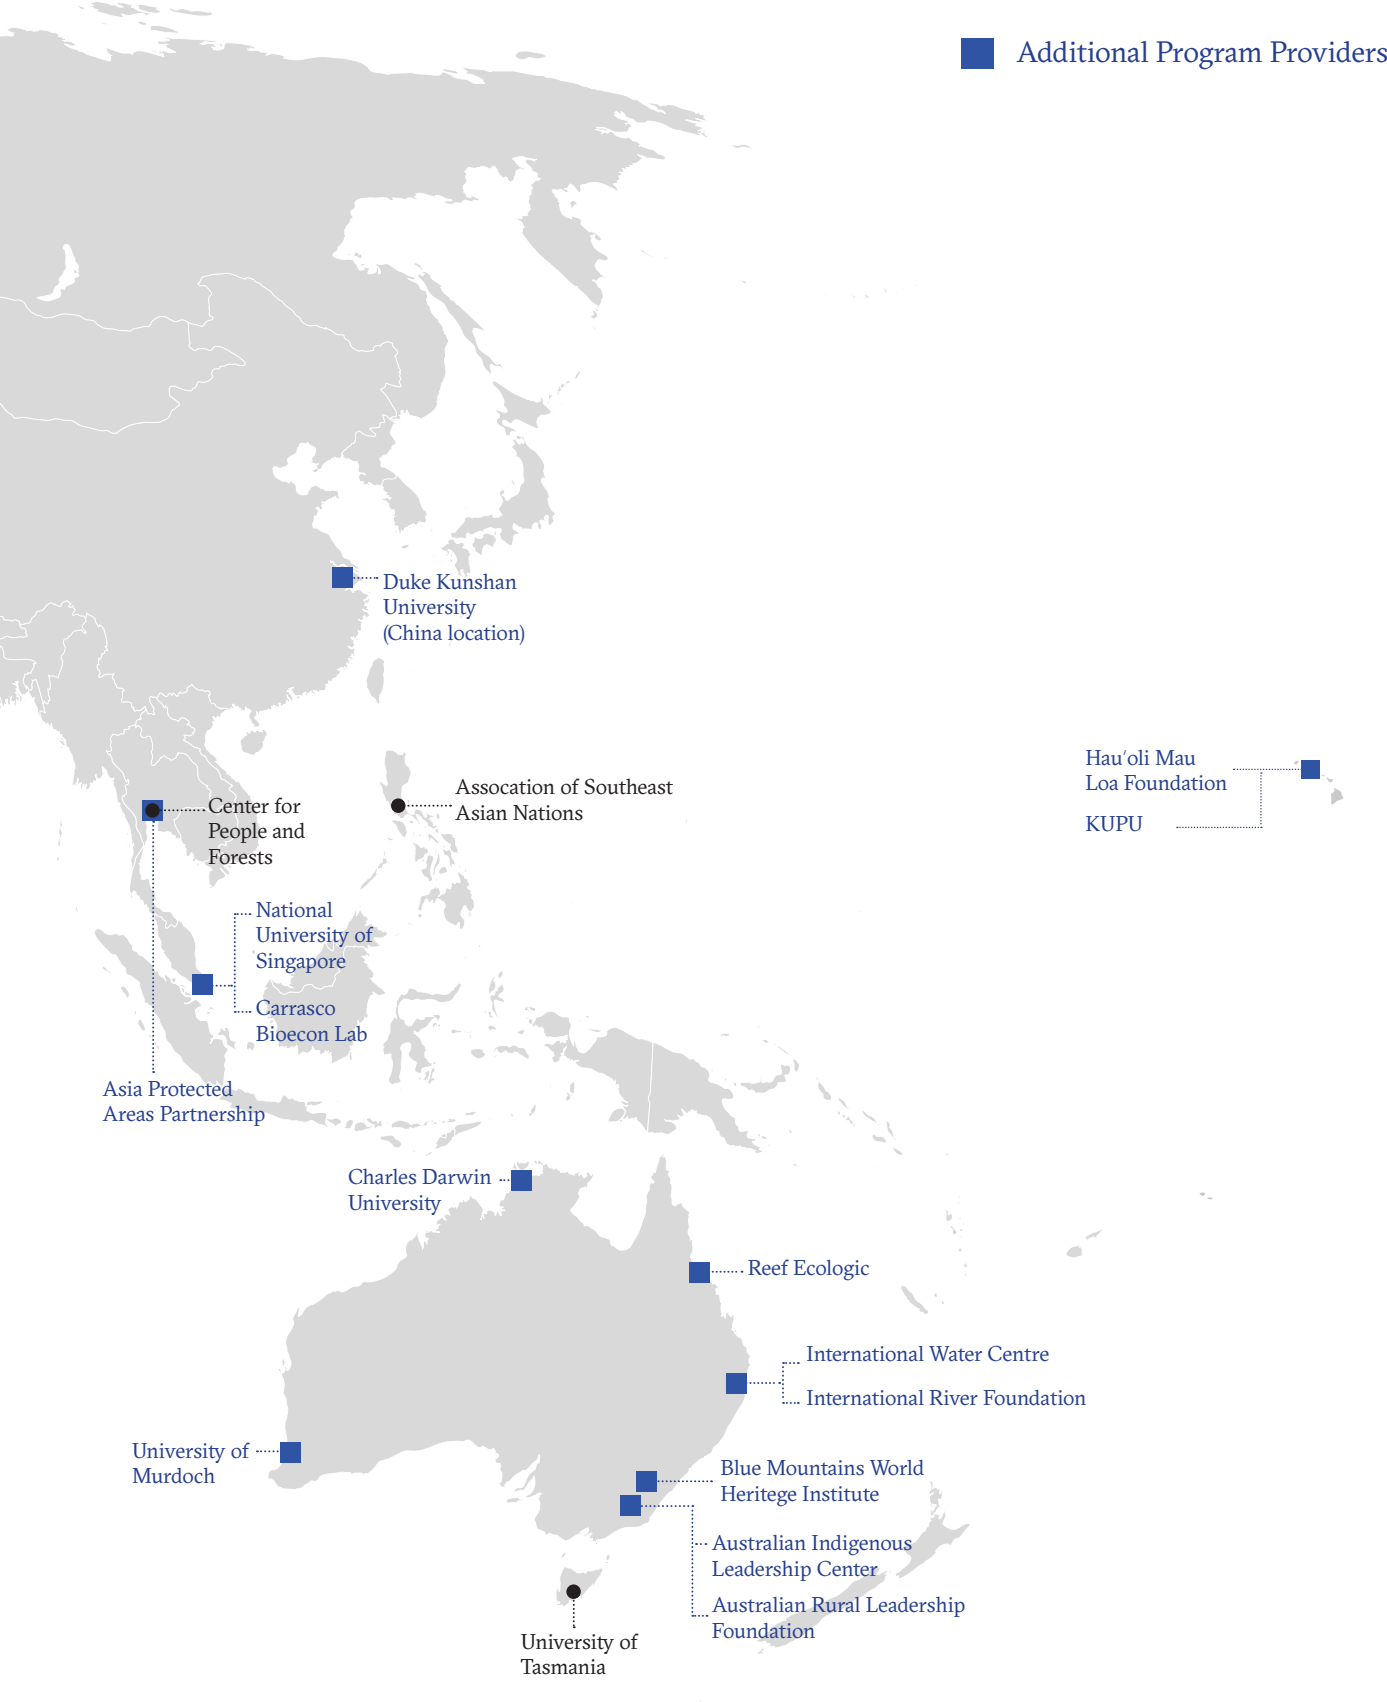 Additional Program Providers
Duke Kunshan
University
(China location)
Hau'oli Mau
Loa Foundation
KUPU
Assocation of Southeast
Asian Nations
Center for
People and
Forests
National
University of
Singapore
Carrasco
Bioecon Lab
Asia Protected
Areas Partnership
Charles Darwin
University
Reef Ecologic
International Water Centre
International River Foundation
University of
Murdoch
Blue Mountains World
Heritege Institute
Australian Indigenous
Leadership Center
Australian Rural Leadership
Foundation
University of
Tasmania